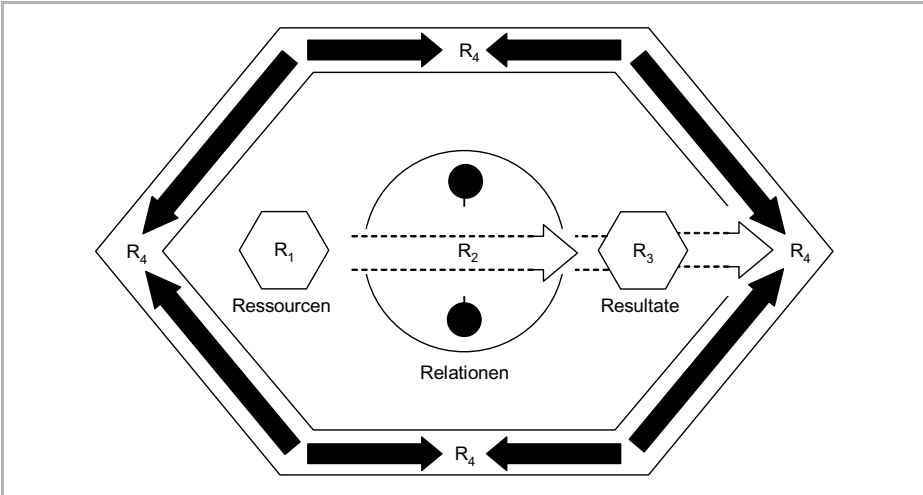 R4
R4 R1 R2 R3 R4
Ressourcen Resultate
Relationen
R4